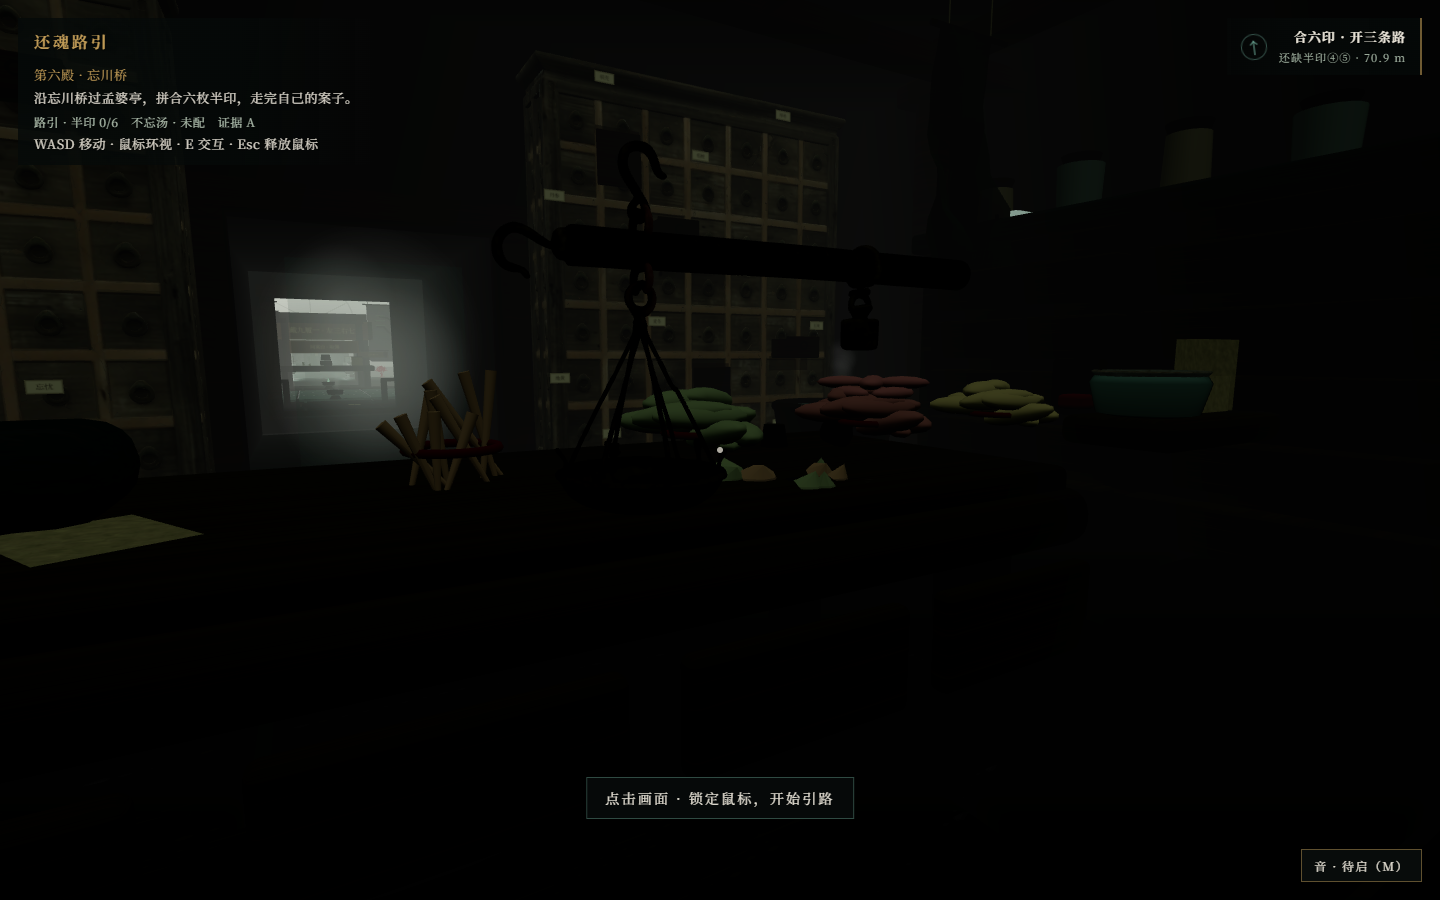 还魂路引
第六殿 · 忘川桥
沿忘川桥过孟婆亭，拼合六枚半印，走完自己的案子。
路引 · 半印 0/6 不忘汤 · 未配 证据 A
WASD 移动 · 鼠标环视 · E 交互 · Esc 释放鼠标
合六印 · 开三条路
还缺半印④⑤ · 70.9 m
点击画面 · 锁定鼠标，开始引路
音 · 待启（M）